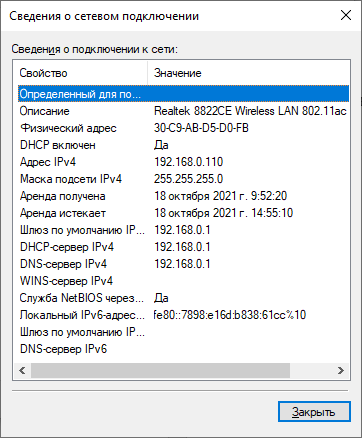 Сведения о сетевом подключении
Сведения о подключении к сети:
Свойство Значение
Определенный для по...
Описание Realtek 8822CE Wireless LAN 802.11ac
Физический адрес 30-C9-AB-D5-D0-FB
DHCP включен Да
Адрес IPv4 192.168.0.110
Маска подсети IPv4 255.255.255.0
Аренда получена 18 октября 2021 г. 9:52:20
Аренда истекает 18 октября 2021 г. 14:55:10
Шлюз по умолчанию IP... 192.168.0.1
DHCP-сервер IPv4 192.168.0.1
DNS-сервер IPv4 192.168.0.1
WINS-сервер IPv4
Служба NetBIOS через... Да
Локальный IPv6-адрес... fe80::7898:e16d:b838:61cc%10
Шлюз по умолчанию IP...
DNS-сервер IPv6
Закрыть